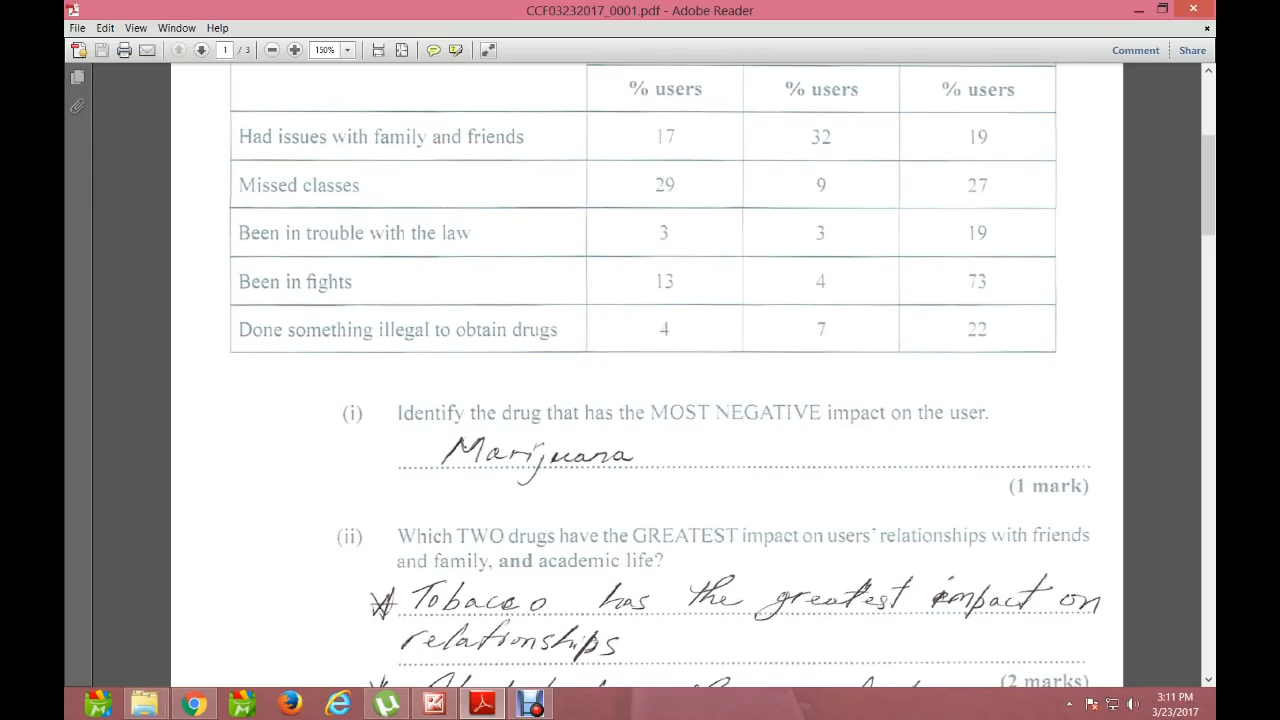 CCF03232017_0001.pdf - Adobe Reader
File Edit View Window Help
1 / 3 150% Comment Share
% users % users % users
Had issues with family and friends 17 32 19
Missed classes 29 9 27
Been in trouble with the law 3 3 19
Been in fights 13 4 73
Done something illegal to obtain drugs 4 7 22
(i) Identify the drug that has the MOST NEGATIVE impact on the user.
Marijuana
(1 mark)
(ii) Which TWO drugs have the GREATEST impact on users' relationships with friends
and family, and academic life?
* Tobacco has the greatest impact on
relationships
(2 marks)
3:11 PM
3/23/2017